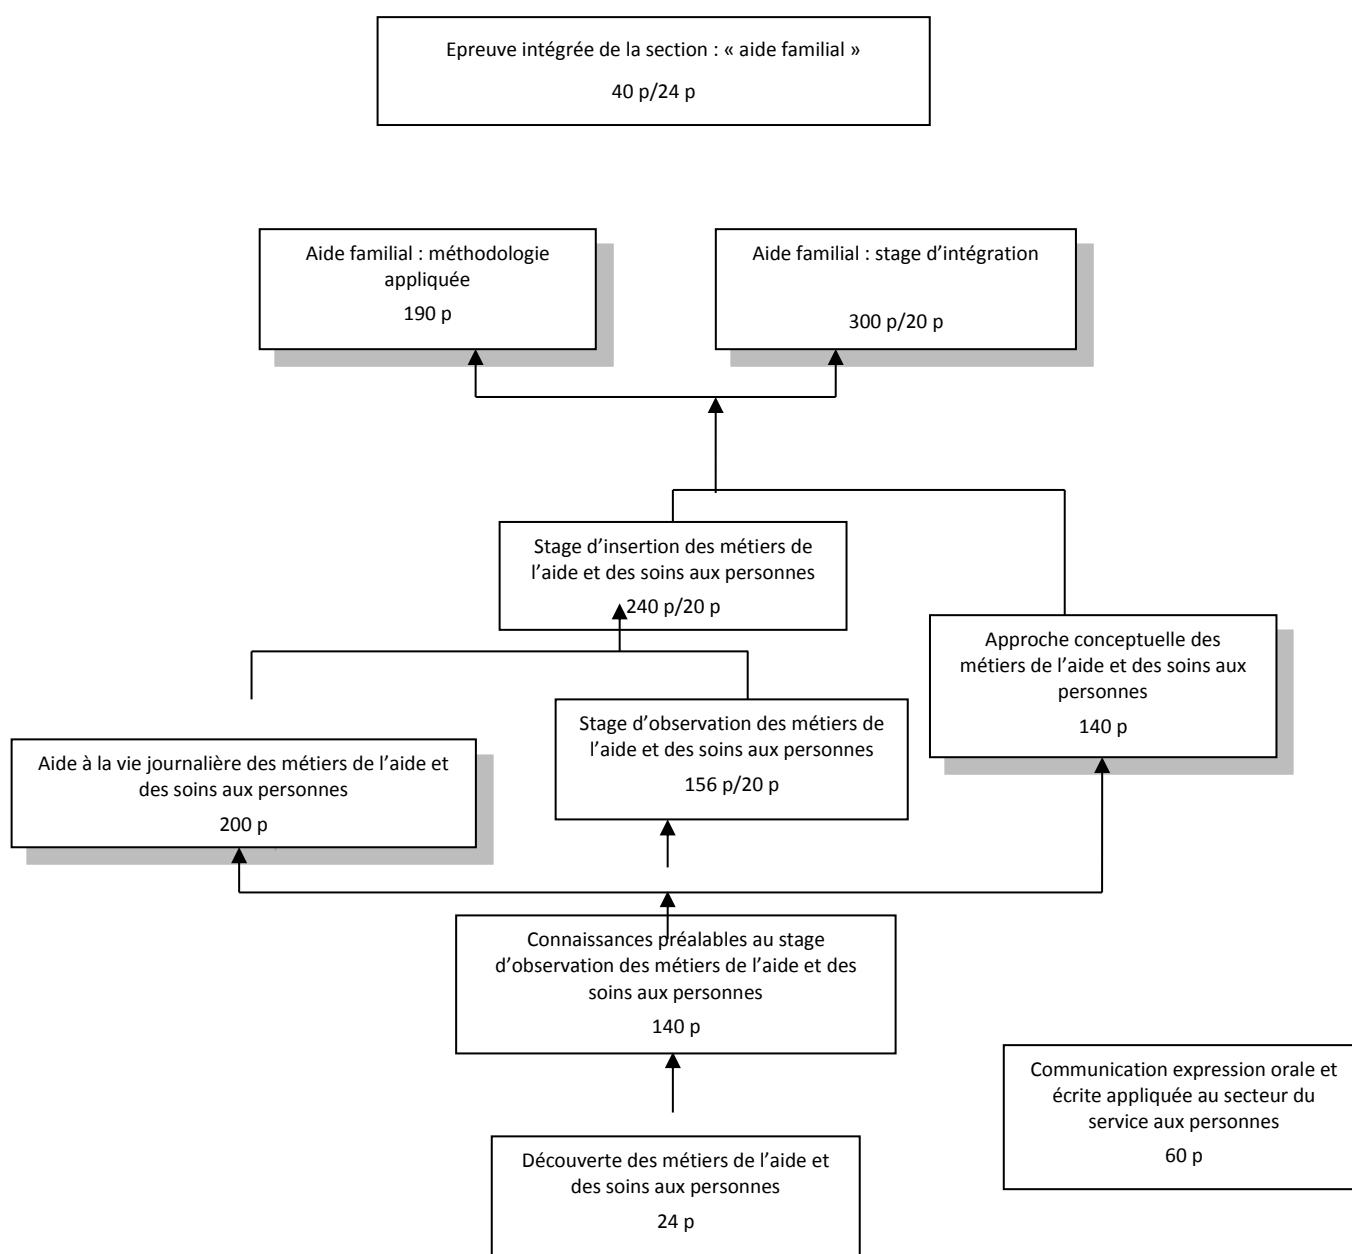 Epreuve intégrée de la section : « aide familial »
40 p/24 p
Aide familial : méthodologie
appliquée
190 p
Aide familial : stage d’intégration
300 p/20 p
Stage d’insertion des métiers de
l’aide et des soins aux personnes
240 p/20 p
Approche conceptuelle des
métiers de l’aide et des soins aux
personnes
140 p
Stage d’observation des métiers de
l’aide et des soins aux personnes
156 p/20 p
Aide à la vie journalière des métiers de l’aide et
des soins aux personnes
200 p
Connaissances préalables au stage
d’observation des métiers de l’aide et des
soins aux personnes
140 p
Communication expression orale et
écrite appliquée au secteur du
service aux personnes
60 p
Découverte des métiers de l’aide et
des soins aux personnes
24 p